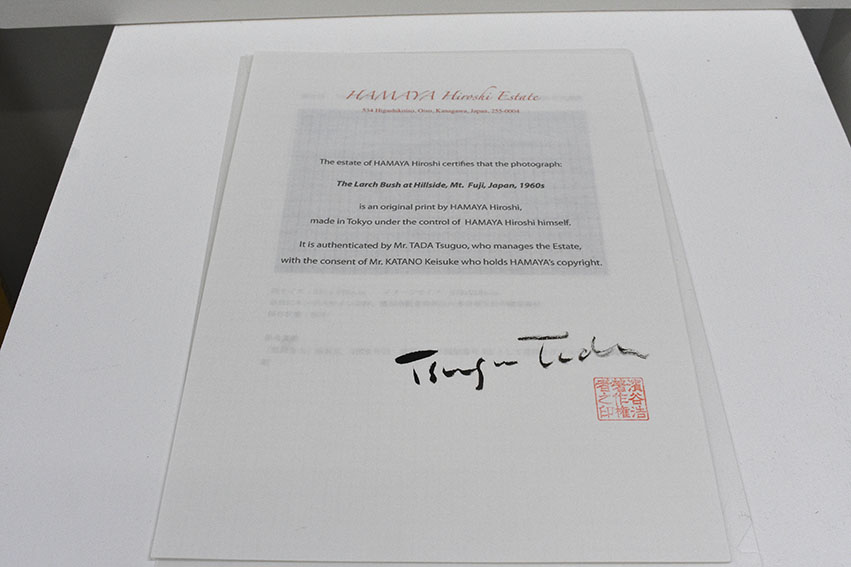 HAMAYA Hiroshi Estate
534 Higashikoiso, Oiso, Kanagawa, Japan, 255-0004
The estate of HAMAYA Hiroshi certifies that the photograph:
The Larch Bush at Hillside, Mt. Fuji, Japan, 1960s
is an original print by HAMAYA Hiroshi,
made in Tokyo under the control of HAMAYA Hiroshi himself.
It is authenticated by Mr. TADA Tsuguo, who manages the Estate,
with the consent of Mr. KATANO Keisuke who holds HAMAYA's copyright.
Tsuguo Tada
濱谷浩
著作権
者之印